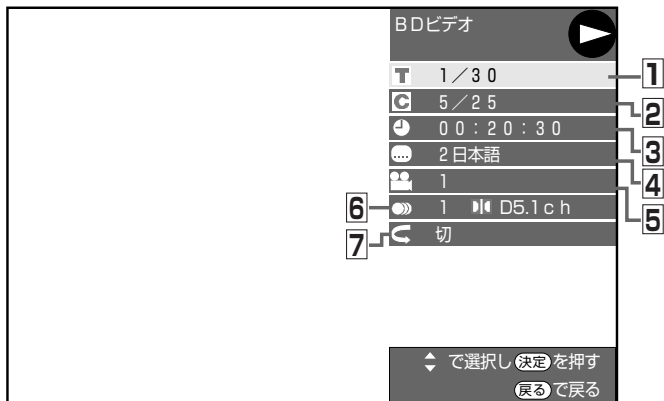 BDビデオ
T 1/30
1
C 5/25
2
00:20:30
3
2日本語
4
1
5
6
1 D5.1ch
7
切
で選択し 決定 を押す
戻る で戻る